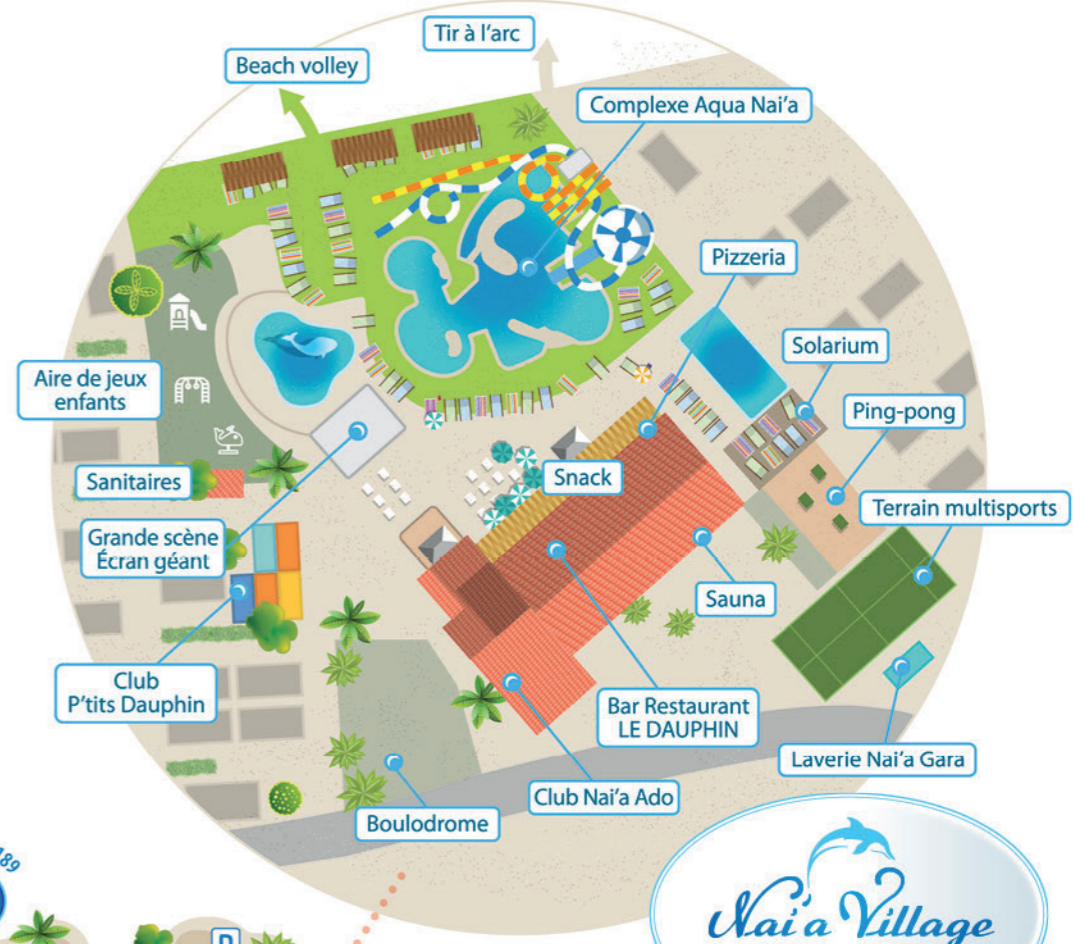 Tir à l'arc
Beach volley
Complexe Aqua Nai'a
Pizzeria
Solarium
Aire de jeux
enfants
Ping-pong
Snack
Sanitaires
Terrain multisports
Grande scène
Écran géant
Sauna
Club
P'tits Dauphin
Bar Restaurant
LE DAUPHIN
Laverie Nai'a Gara
Club Nai'a Ado
Boulodrome
Nai'a Village